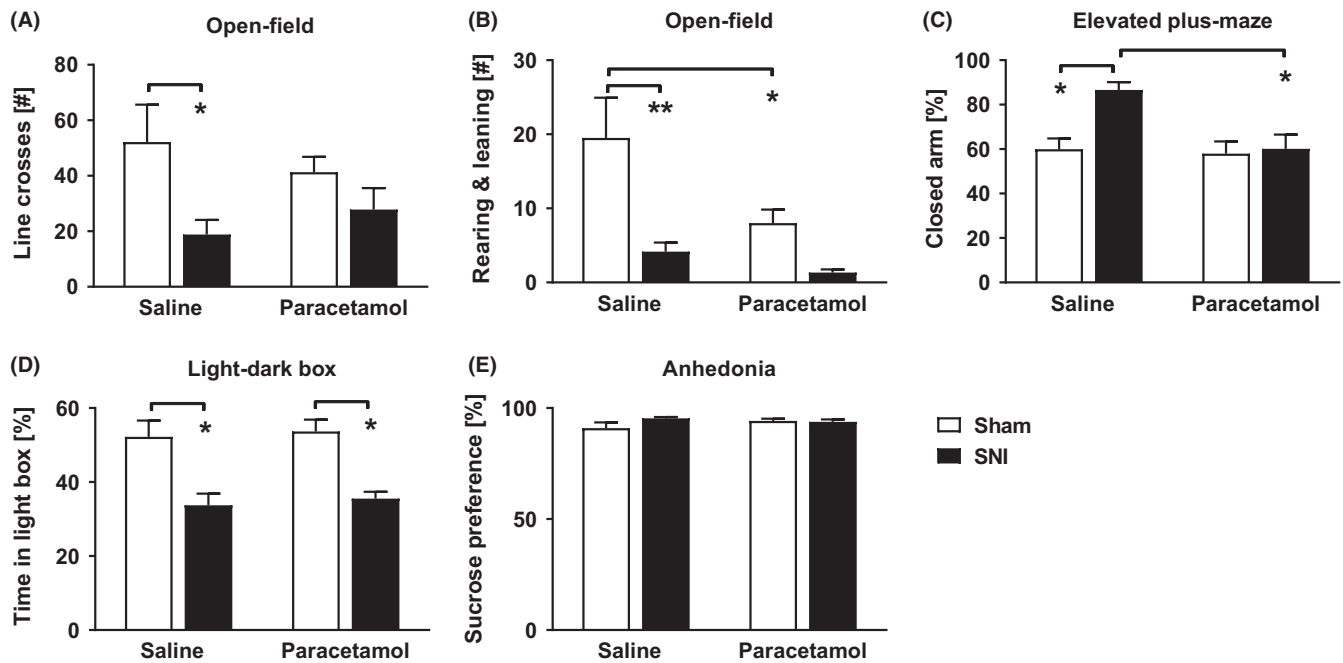 (A)
Open-field
Line crosses [#]
80
60
40
20
0
*
Saline
Paracetamol
(B)
Open-field
Rearing & leaning [#]
30
20
10
0
**
*
Saline
Paracetamol
(C)
Elevated plus-maze
Closed arm [%]
100
80
60
40
20
0
*
*
Saline
Paracetamol
(D)
Light-dark box
Time in light box [%]
60
40
20
0
*
*
Saline
Paracetamol
(E)
Anhedonia
Sucrose preference [%]
100
50
0
Saline
Paracetamol
Sham
SNI